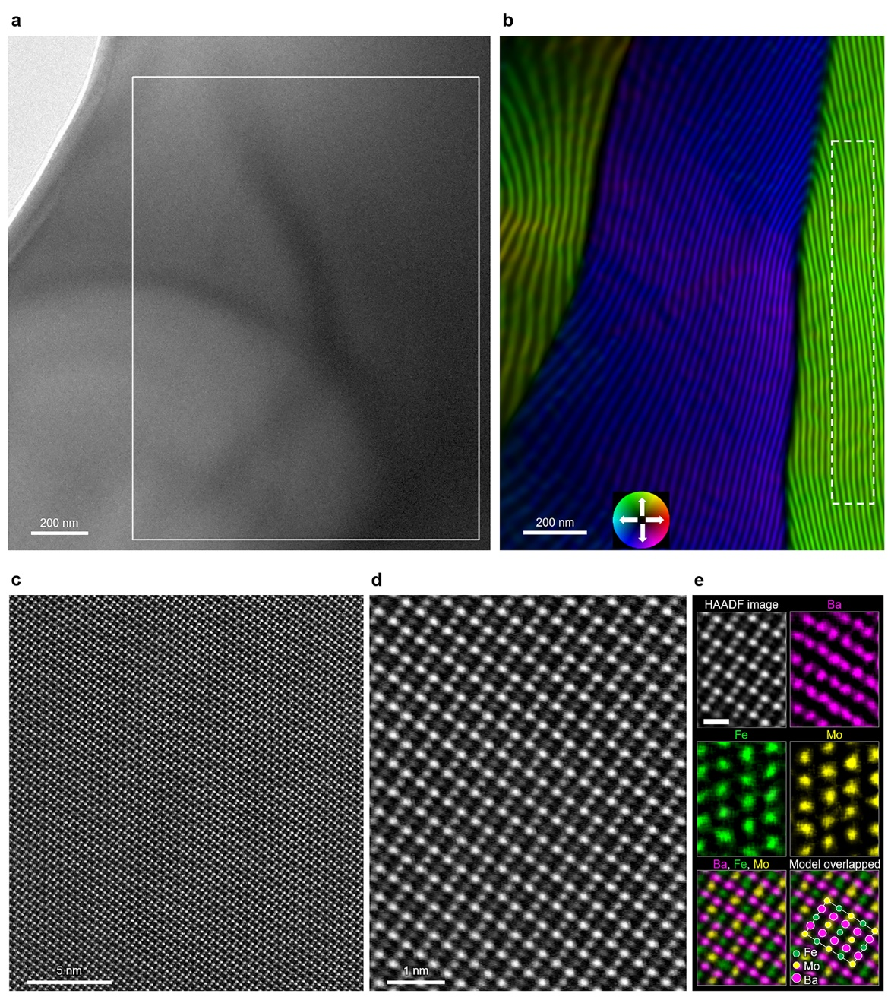 a
b
200 nm
200 nm
c
d
e
HAADF image
Ba
Fe
Mo
Ba, Fe, Mo
Model overlapped
Fe
Mo
Ba
5 nm
1 nm